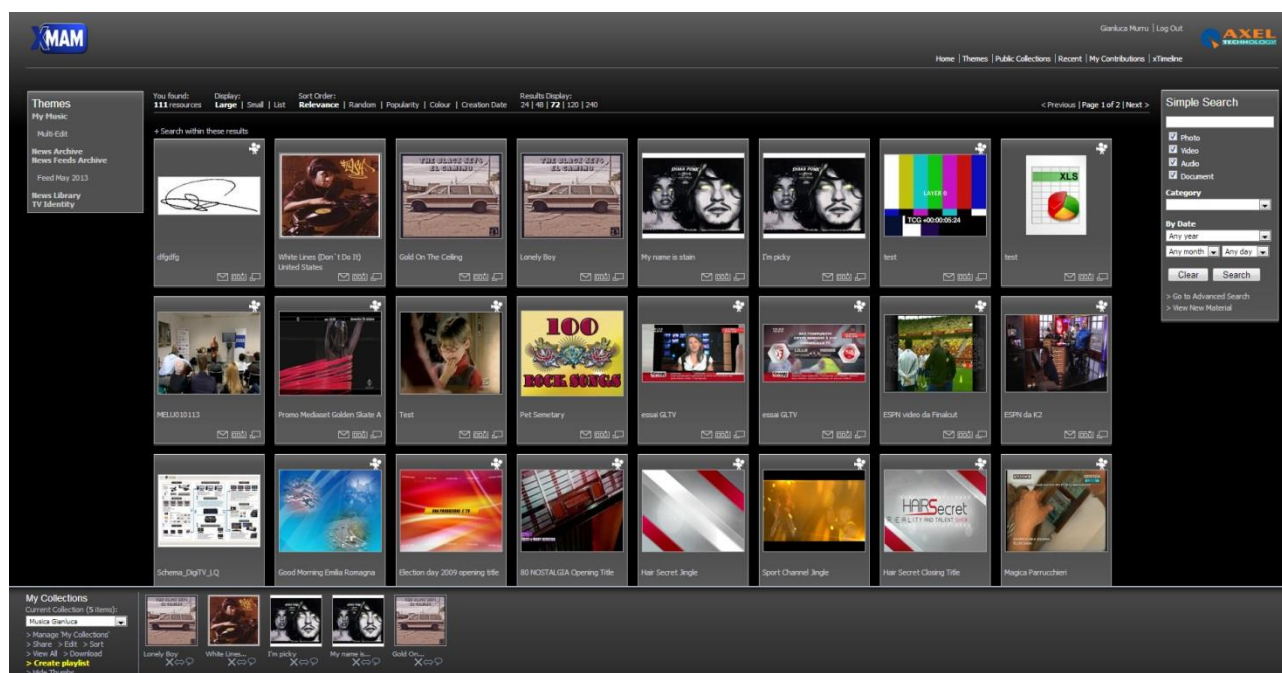 XMAM
Gianluca Murru | Log Out
AXEL
TECHNOLOGY
Home | Themes | Public Collections | Recent | My Contributions | xTimeline
Themes
My Music
Multi-Edit
News Archive
News Feeds Archive
Feed May 2013
News Library
TV Identity
You found: Display: Sort Order: Results Display:
111 resources Large | Small | List Relevance | Random | Popularity | Colour | Creation Date 24 | 48 | 72 | 120 | 240
< Previous | Page 1 of 2 | Next >
+ Search within these results
THE BLACK KEYS
EL CAMINO
THE BLACK KEYS
EL CAMINO
SHAKA PONK
SHAKA PONK
LAYER 0
TCG +00:00:05:24
XLS
dfgdfg
White Lines (Don´t Do It)
United States
Gold On The Ceiling
Lonely Boy
My name is stain
I'm picky
test
test
100
ROCK SONGS
MELU010113
Promo Mediaset Golden Skate A
Test
Pet Semetary
essai GLTV
essai GLTV
ESPN video da Finalcut
ESPN da K2
HAIRSecret
REALITY AND TALENT SHOW
Schema_DigiTV_LQ
Good Morning Emilia Romagna
Election day 2009 opening title
80 NOSTALGIA Opening Title
Hair Secret Jingle
Sport Channel Jingle
Hair Secret Closing Title
Magica Parrucchieri
Simple Search
Photo
Video
Audio
Document
Category
By Date
Any year
Any month Any day
Clear Search
> Go to Advanced Search
> View New Material
My Collections
Current Collection (5 items):
Musica Gianluca
> Manage 'My Collections'
> Share > Edit > Sort
> View All > Download
> Create playlist
> Hide Thumbs
Lonely Boy
White Lines...
I'm picky
My name is...
Gold On...